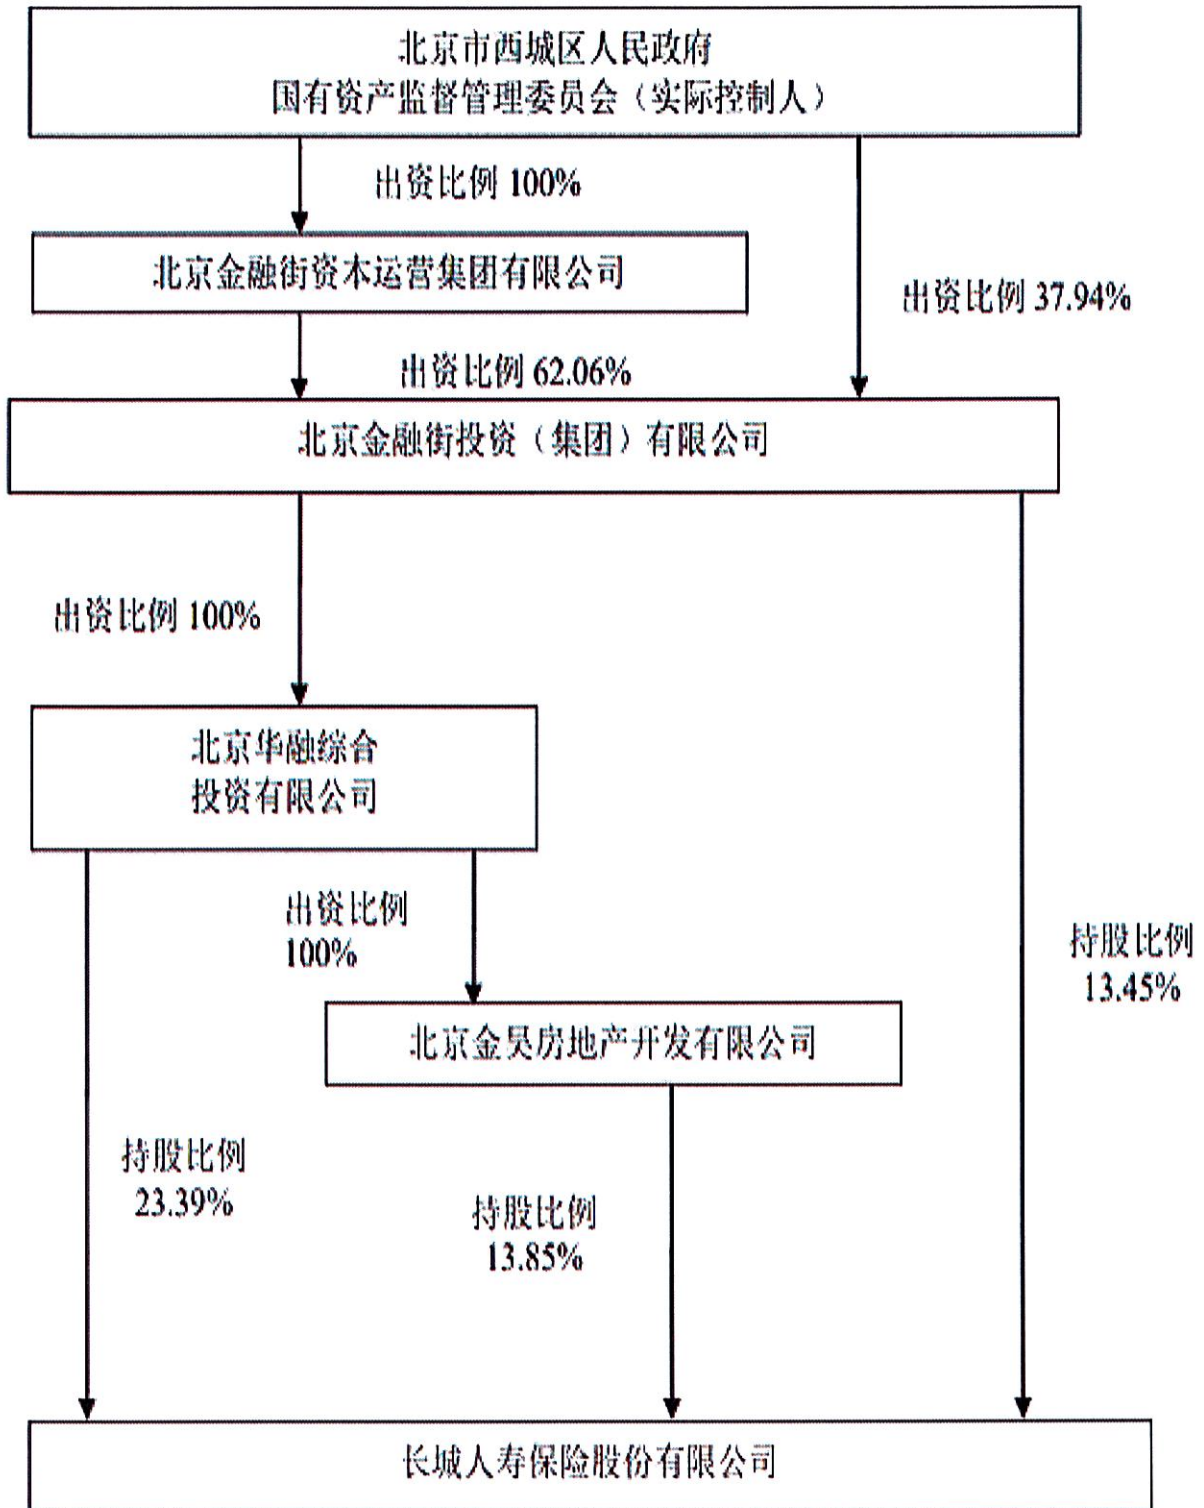 北京市西城区人民政府
国有资产监督管理委员会（实际控制人）
出资比例 100%
北京金融街资本运营集团有限公司
出资比例 37.94%
出资比例 62.06%
北京金融街投资（集团）有限公司
出资比例 100%
北京华融综合
投资有限公司
出资比例
100%
持股比例
13.45%
北京金昊房地产开发有限公司
持股比例
23.39%
持股比例
13.85%
长城人寿保险股份有限公司